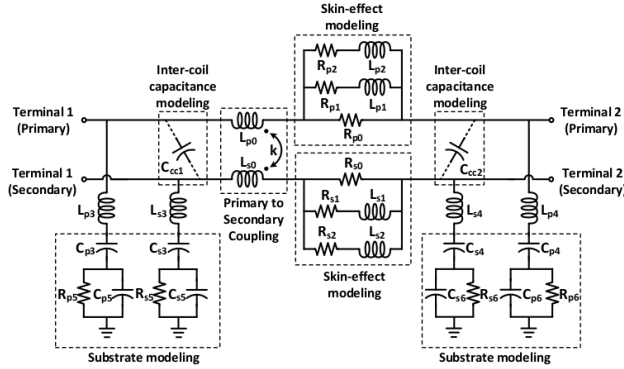 Skin-effect
modeling
Rp2
Lp2
Rp1
Lp1
Rp0
Inter-coil
capacitance
modeling
Inter-coil
capacitance
modeling
Terminal 1
(Primary)
Terminal 2
(Primary)
Lp0
k
Ccc1
Ls0
Rs0
Ccc2
Terminal 1
(Secondary)
Terminal 2
(Secondary)
Rs1
Ls1
Rs2
Ls2
Primary to
Secondary
Coupling
Skin-effect
modeling
Lp3
Ls3
Ls4
Lp4
Cp3
Cs3
Cs4
Cp4
Rp5
Cp5
Rs5
Cs5
Cs6
Rs6
Cp6
Rp6
Substrate modeling
Substrate modeling